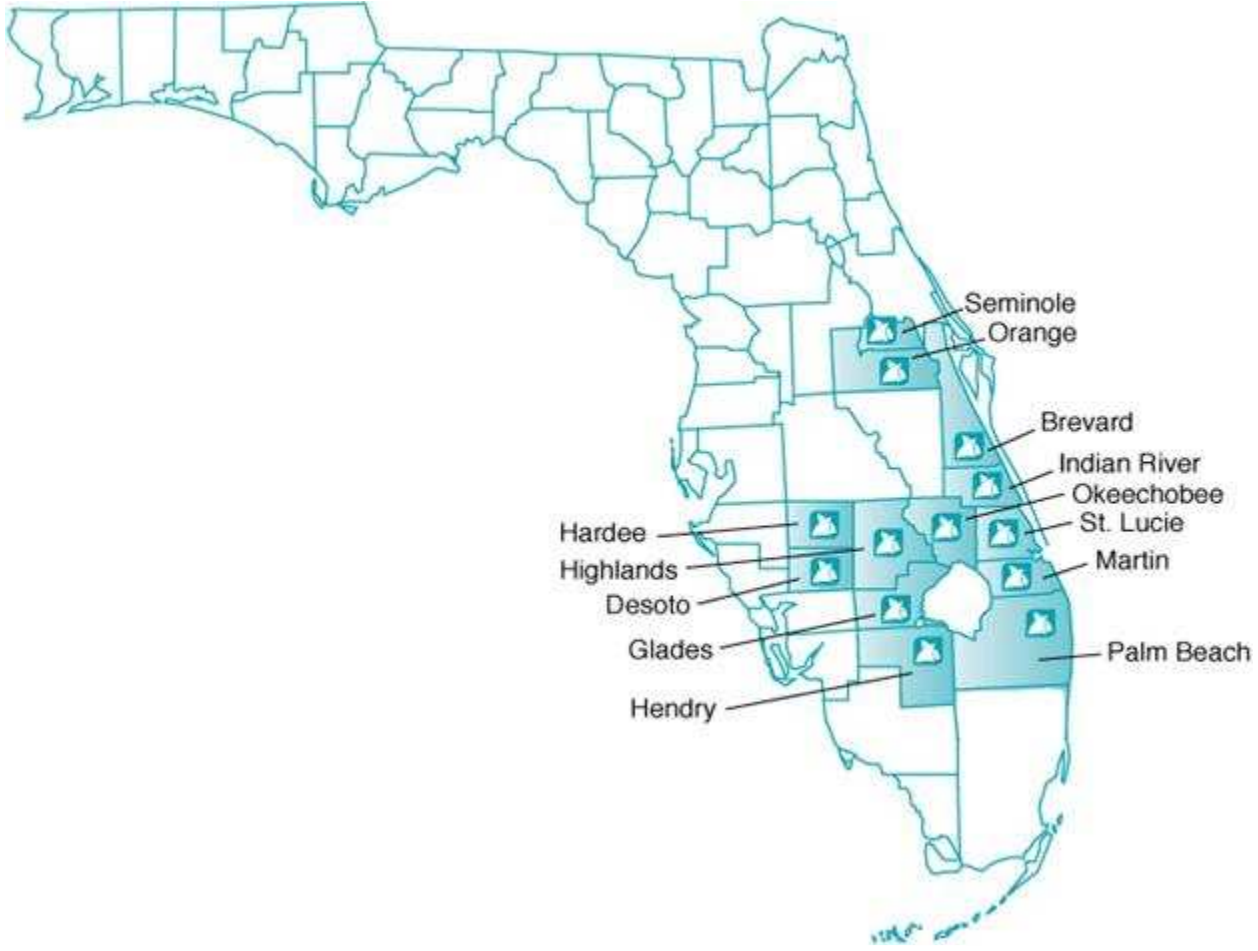 Seminole
Orange
Brevard
Indian River
Okeechobee
St. Lucie
Hardee
Martin
Highlands
Desoto
Glades
Palm Beach
Hendry